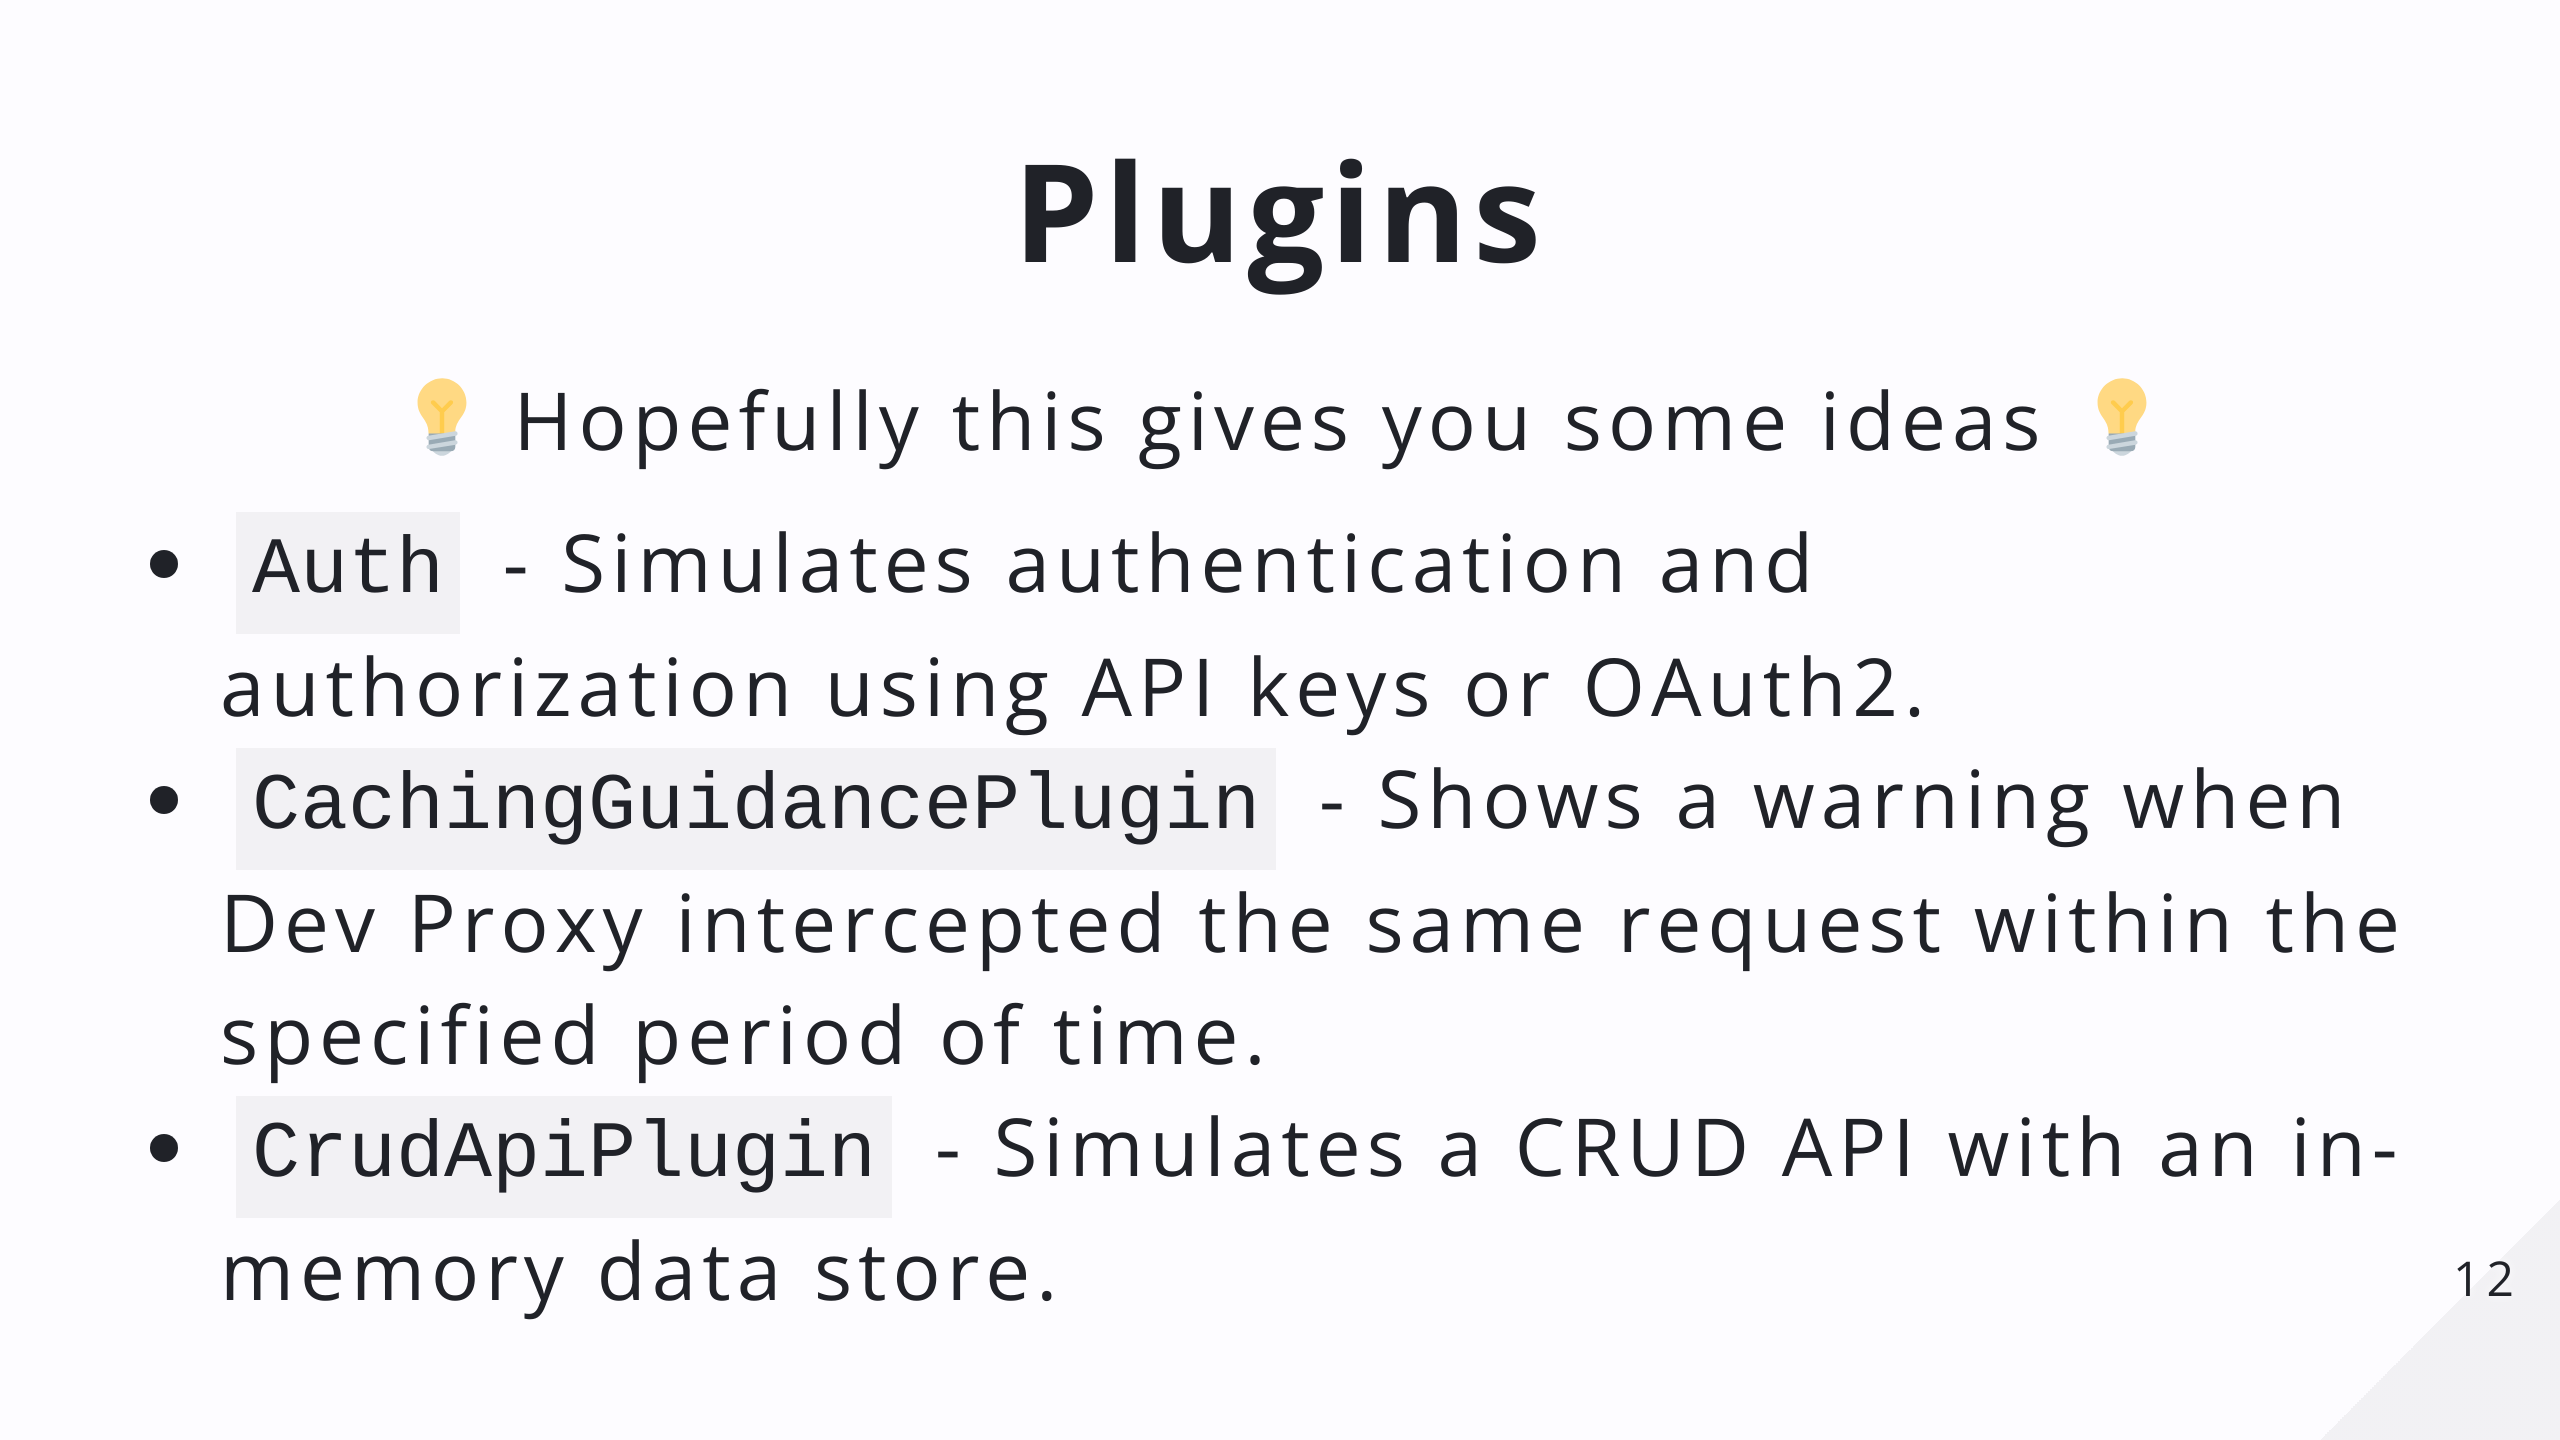 Plugins
💡 Hopefully this gives you some ideas 💡
• Auth - Simulates authentication and
authorization using API keys or OAuth2.
• CachingGuidancePlugin - Shows a warning when
Dev Proxy intercepted the same request within the
specified period of time.
• CrudApiPlugin - Simulates a CRUD API with an in-
memory data store.
12